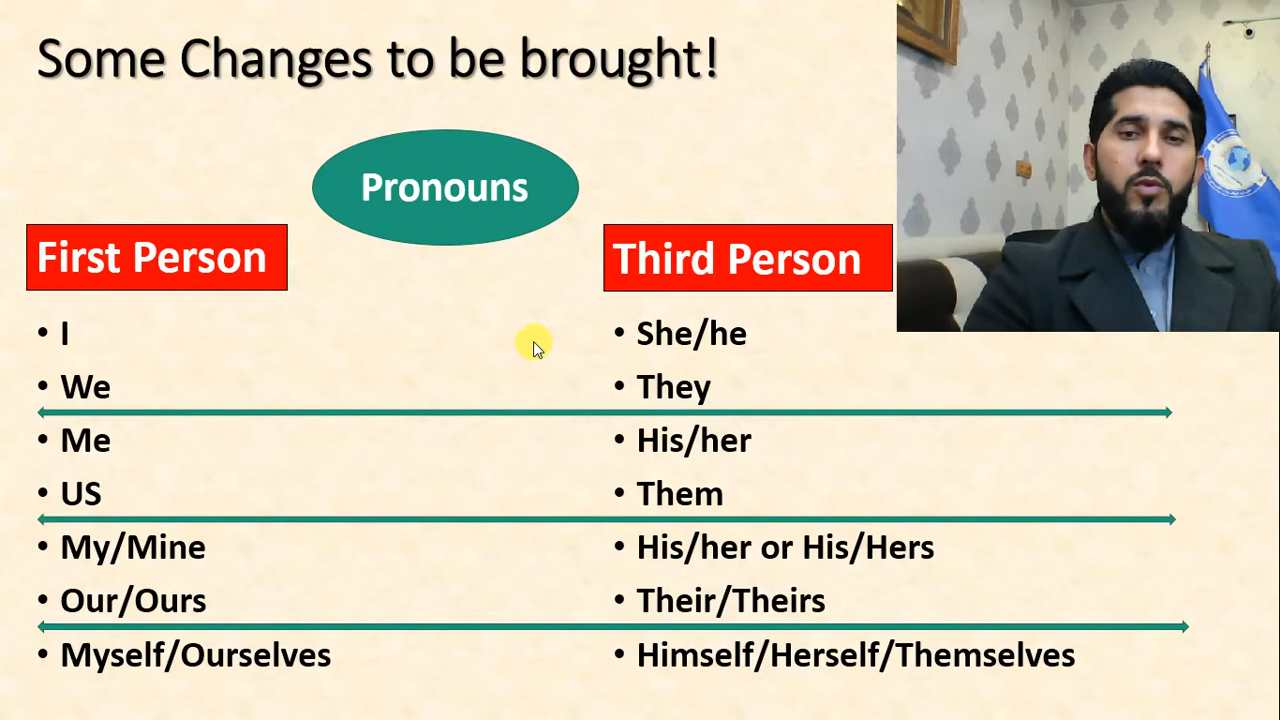 Some Changes to be brought!
Pronouns
First Person
Third Person
• I
• She/he
• We
• They
• Me
• His/her
• US
• Them
• My/Mine
• His/her or His/Hers
• Our/Ours
• Their/Theirs
• Myself/Ourselves
• Himself/Herself/Themselves